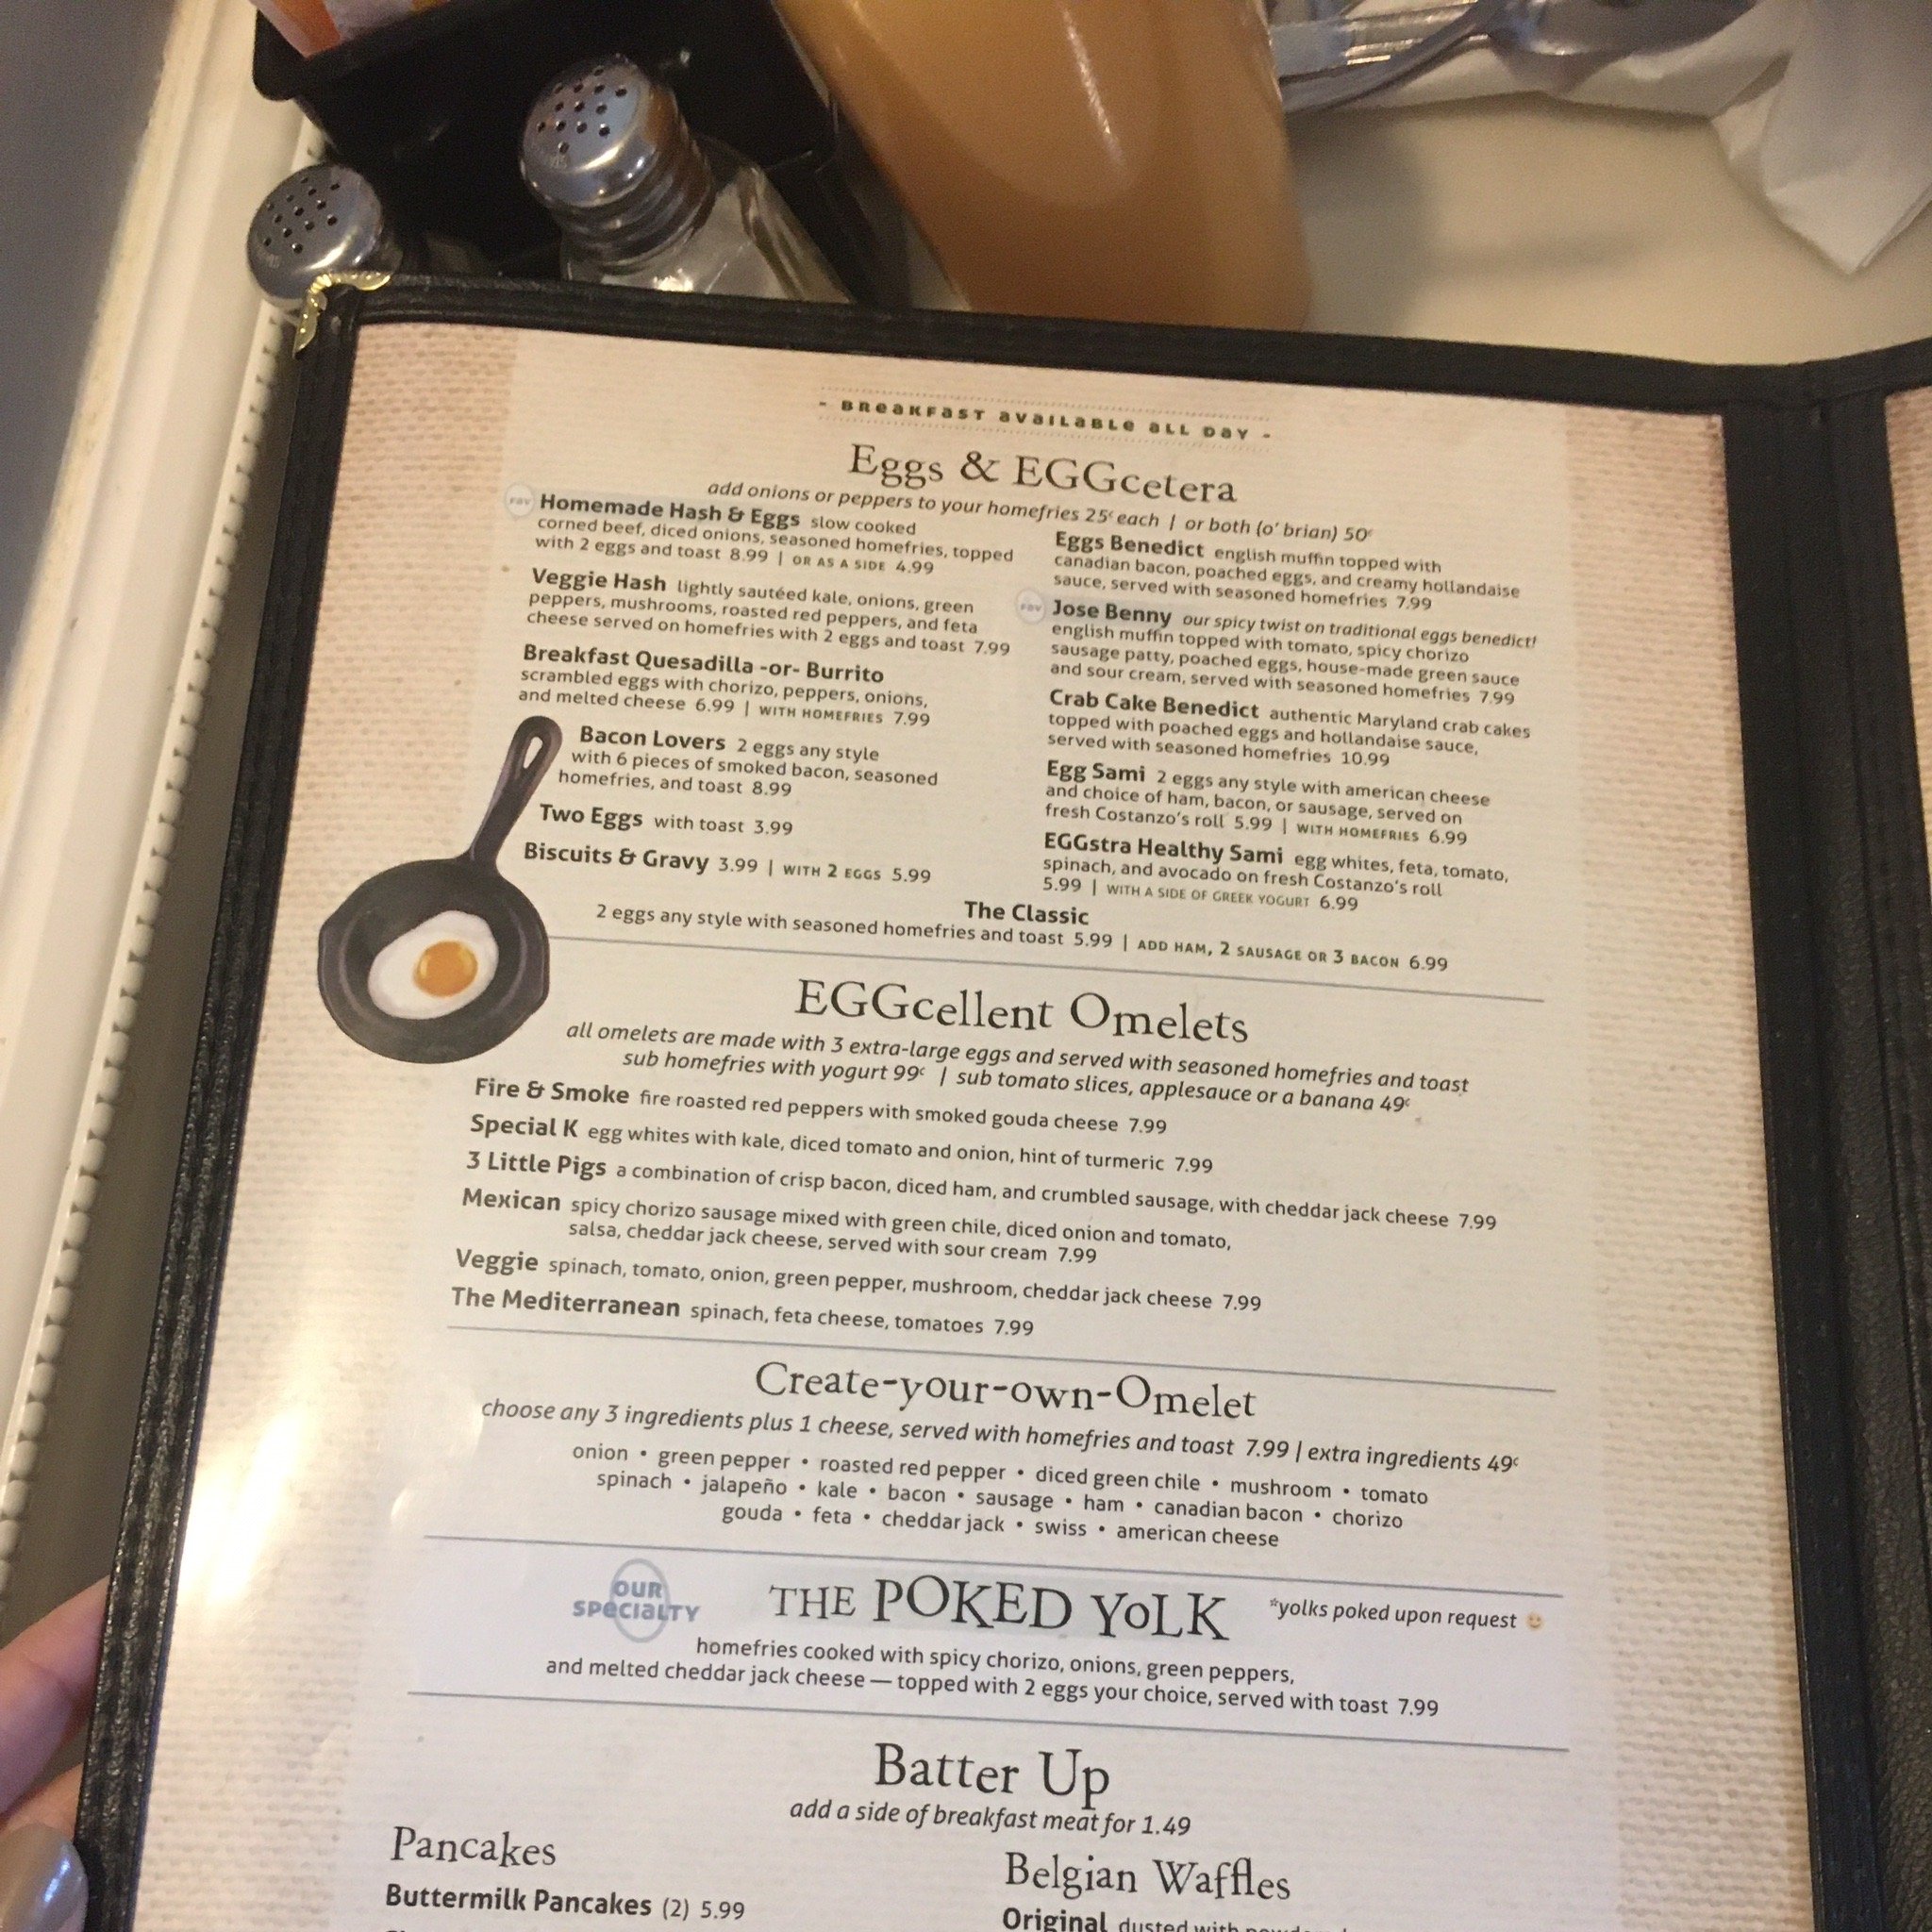 - Breakfast available all day -
Eggs & EGGcetera
add onions or peppers to your homefries 25¢ each | or both (o' brian) 50¢
FAV Homemade Hash & Eggs slow cooked
corned beef, diced onions, seasoned homefries, topped
with 2 eggs and toast 8.99 | OR AS A SIDE 4.99
Veggie Hash lightly sautéed kale, onions, green
peppers, mushrooms, roasted red peppers, and feta
cheese served on homefries with 2 eggs and toast 7.99
Breakfast Quesadilla -or- Burrito
scrambled eggs with chorizo, peppers, onions,
and melted cheese 6.99 | WITH HOMEFRIES 7.99
Bacon Lovers 2 eggs any style
with 6 pieces of smoked bacon, seasoned
homefries, and toast 8.99
Two Eggs with toast 3.99
Biscuits & Gravy 3.99 | WITH 2 EGGS 5.99
Eggs Benedict english muffin topped with
canadian bacon, poached eggs, and creamy hollandaise
sauce, served with seasoned homefries 7.99
FAV Jose Benny our spicy twist on traditional eggs benedict!
english muffin topped with tomato, spicy chorizo
sausage patty, poached eggs, house-made green sauce
and sour cream, served with seasoned homefries 7.99
Crab Cake Benedict authentic Maryland crab cakes
topped with poached eggs and hollandaise sauce,
served with seasoned homefries 10.99
Egg Sami 2 eggs any style with american cheese
and choice of ham, bacon, or sausage, served on
fresh Costanzo's roll 5.99 | WITH HOMEFRIES 6.99
EGGstra Healthy Sami egg whites, feta, tomato,
spinach, and avocado on fresh Costanzo's roll
5.99 | WITH A SIDE OF GREEK YOGURT 6.99
The Classic
2 eggs any style with seasoned homefries and toast 5.99 | ADD HAM, 2 SAUSAGE OR 3 BACON 6.99
EGGcellent Omelets
all omelets are made with 3 extra-large eggs and served with seasoned homefries and toast
sub homefries with yogurt 99¢ | sub tomato slices, applesauce or a banana 49¢
Fire & Smoke fire roasted red peppers with smoked gouda cheese 7.99
Special K egg whites with kale, diced tomato and onion, hint of turmeric 7.99
3 Little Pigs a combination of crisp bacon, diced ham, and crumbled sausage, with cheddar jack cheese 7.99
Mexican spicy chorizo sausage mixed with green chile, diced onion and tomato,
salsa, cheddar jack cheese, served with sour cream 7.99
Veggie spinach, tomato, onion, green pepper, mushroom, cheddar jack cheese 7.99
The Mediterranean spinach, feta cheese, tomatoes 7.99
Create-your-own-Omelet
choose any 3 ingredients plus 1 cheese, served with homefries and toast 7.99 | extra ingredients 49¢
onion • green pepper • roasted red pepper • diced green chile • mushroom • tomato
spinach • jalapeño • kale • bacon • sausage • ham • canadian bacon • chorizo
gouda • feta • cheddar jack • swiss • american cheese
OUR
SPECIALTY
THE POKED YoLK
*yolks poked upon request
homefries cooked with spicy chorizo, onions, green peppers,
and melted cheddar jack cheese — topped with 2 eggs your choice, served with toast 7.99
Batter Up
add a side of breakfast meat for 1.49
Pancakes
Buttermilk Pancakes (2) 5.99
Belgian Waffles
Original dusted with